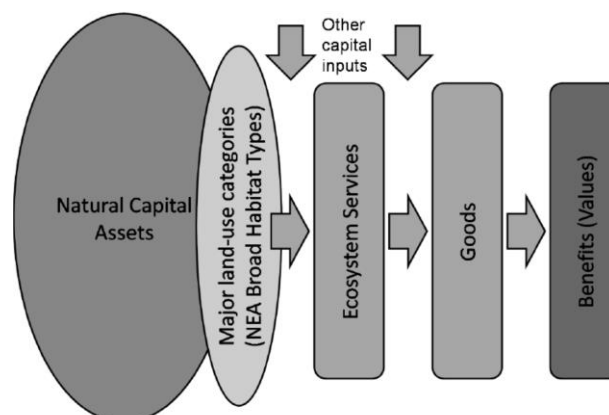 Other
capital
inputs
Natural Capital
Assets
Major land-use categories
(NEA Broad Habitat Types)
Ecosystem Services
Goods
Benefits (Values)